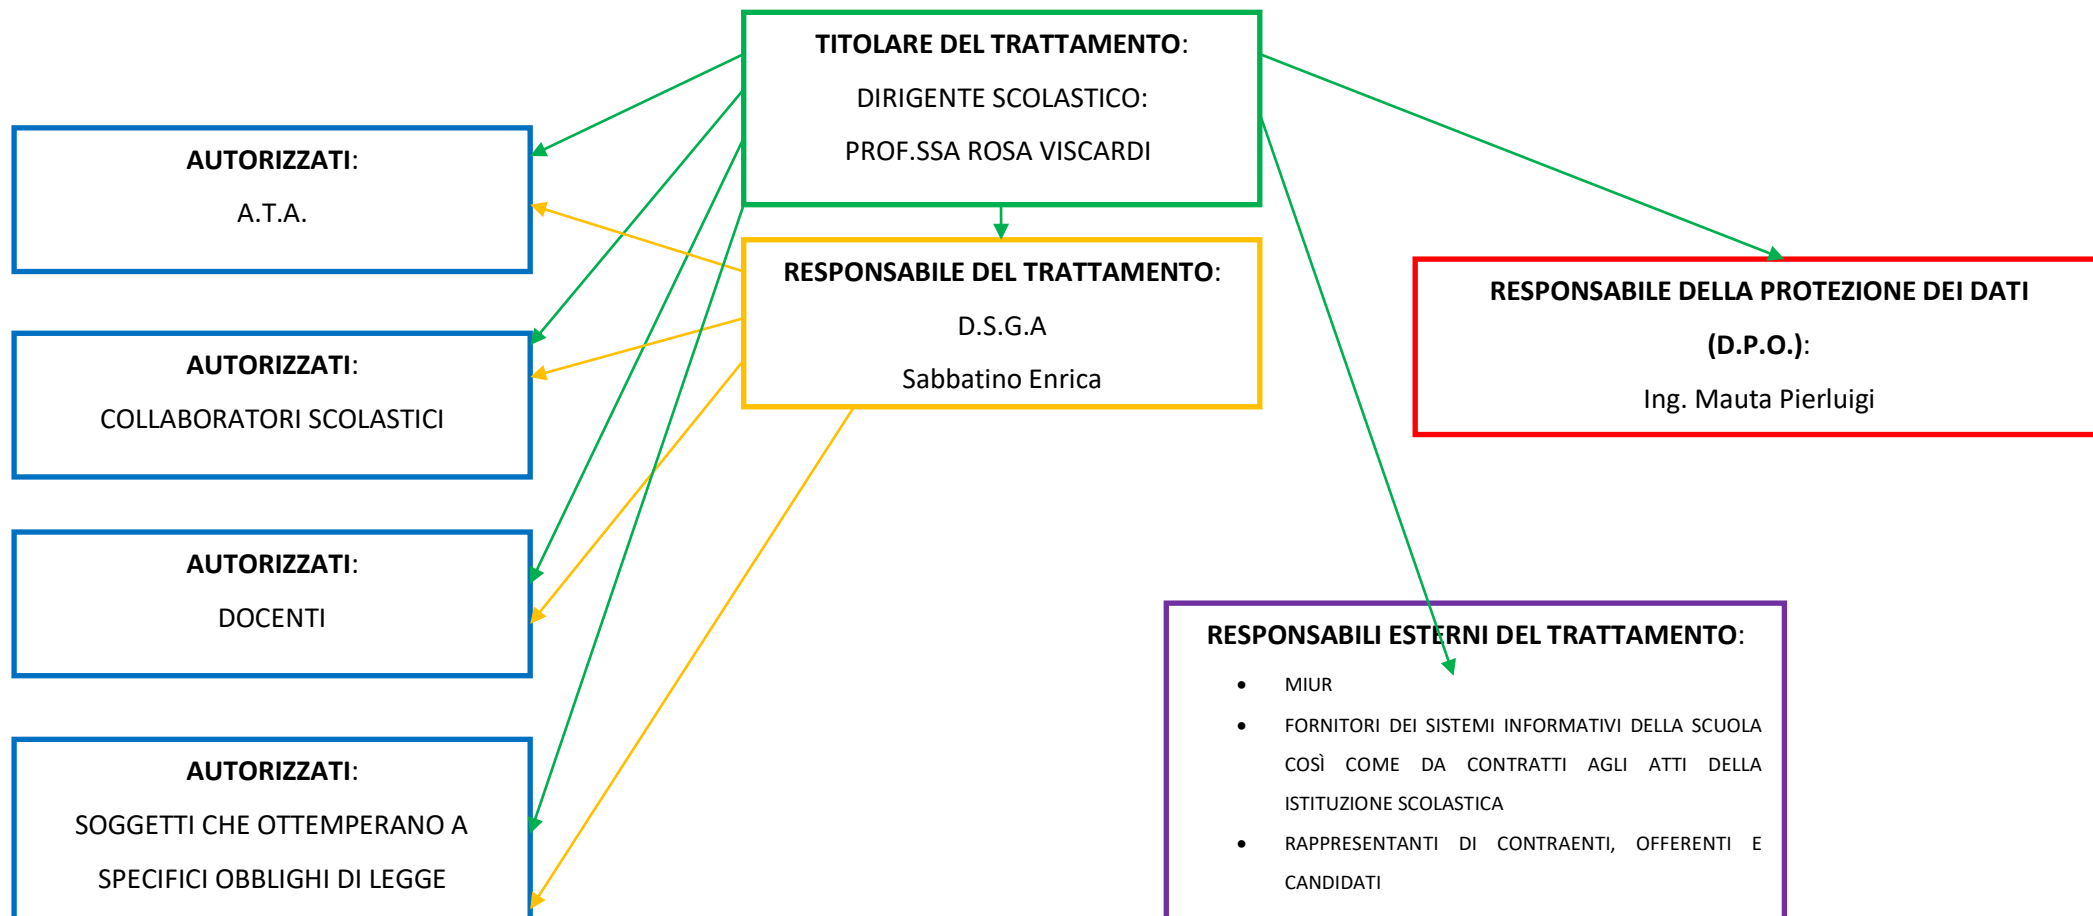 TITOLARE DEL TRATTAMENTO:
DIRIGENTE SCOLASTICO:
PROF.SSA ROSA VISCARDI
AUTORIZZATI:
A.T.A.
RESPONSABILE DEL TRATTAMENTO:
D.S.G.A
Sabbatino Enrica
RESPONSABILE DELLA PROTEZIONE DEI DATI
(D.P.O.):
Ing. Mauta Pierluigi
AUTORIZZATI:
COLLABORATORI SCOLASTICI
AUTORIZZATI:
DOCENTI
RESPONSABILI ESTERNI DEL TRATTAMENTO:
• MIUR
• FORNITORI DEI SISTEMI INFORMATIVI DELLA SCUOLA
COSÌ COME DA CONTRATTI AGLI ATTI DELLA
ISTITUZIONE SCOLASTICA
• RAPPRESENTANTI DI CONTRAENTI, OFFERENTI E
CANDIDATI
AUTORIZZATI:
SOGGETTI CHE OTTEMPERANO A
SPECIFICI OBBLIGHI DI LEGGE